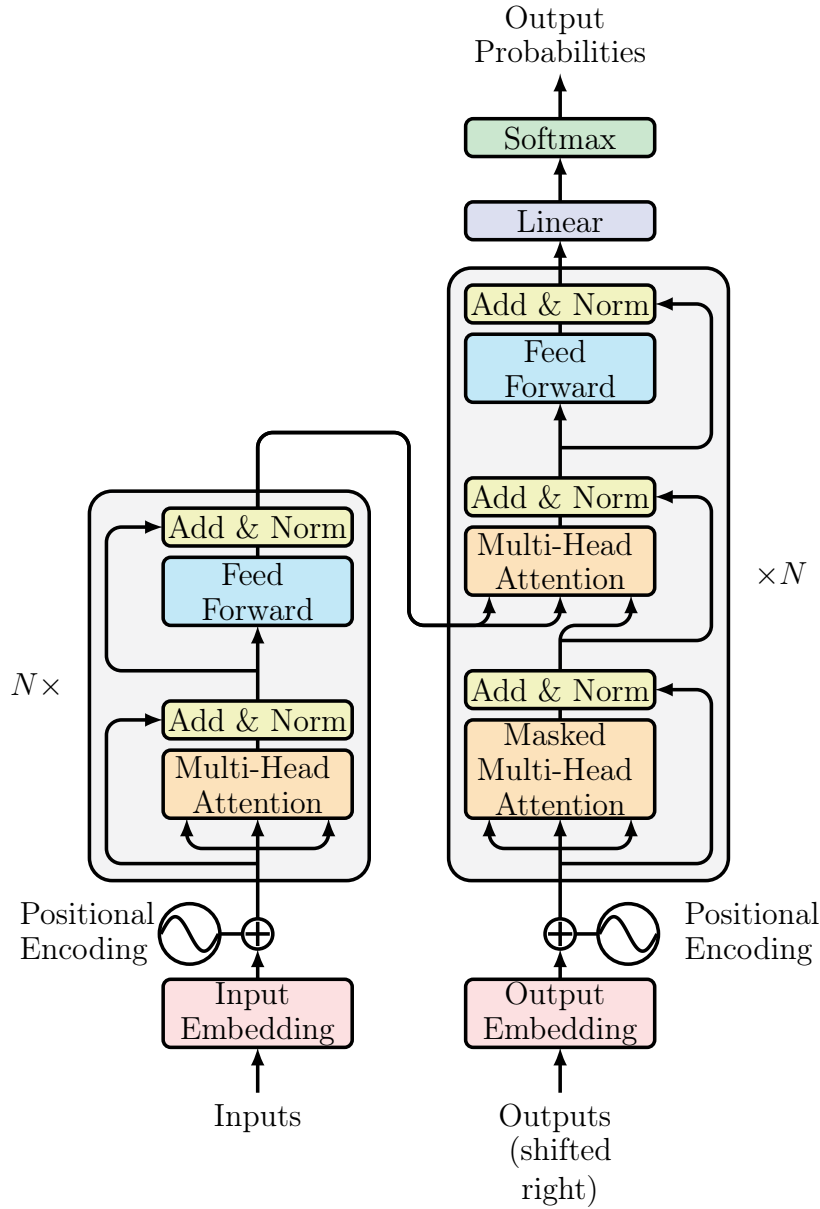 Output
Probabilities
Softmax
Linear
Add & Norm
Feed
Forward
Add & Norm
Multi-Head
Attention
×N
Add & Norm
Masked
Multi-Head
Attention
Add & Norm
Feed
Forward
N×
Add & Norm
Multi-Head
Attention
Positional
Encoding
Positional
Encoding
Input
Embedding
Output
Embedding
Inputs
Outputs
(shifted
right)